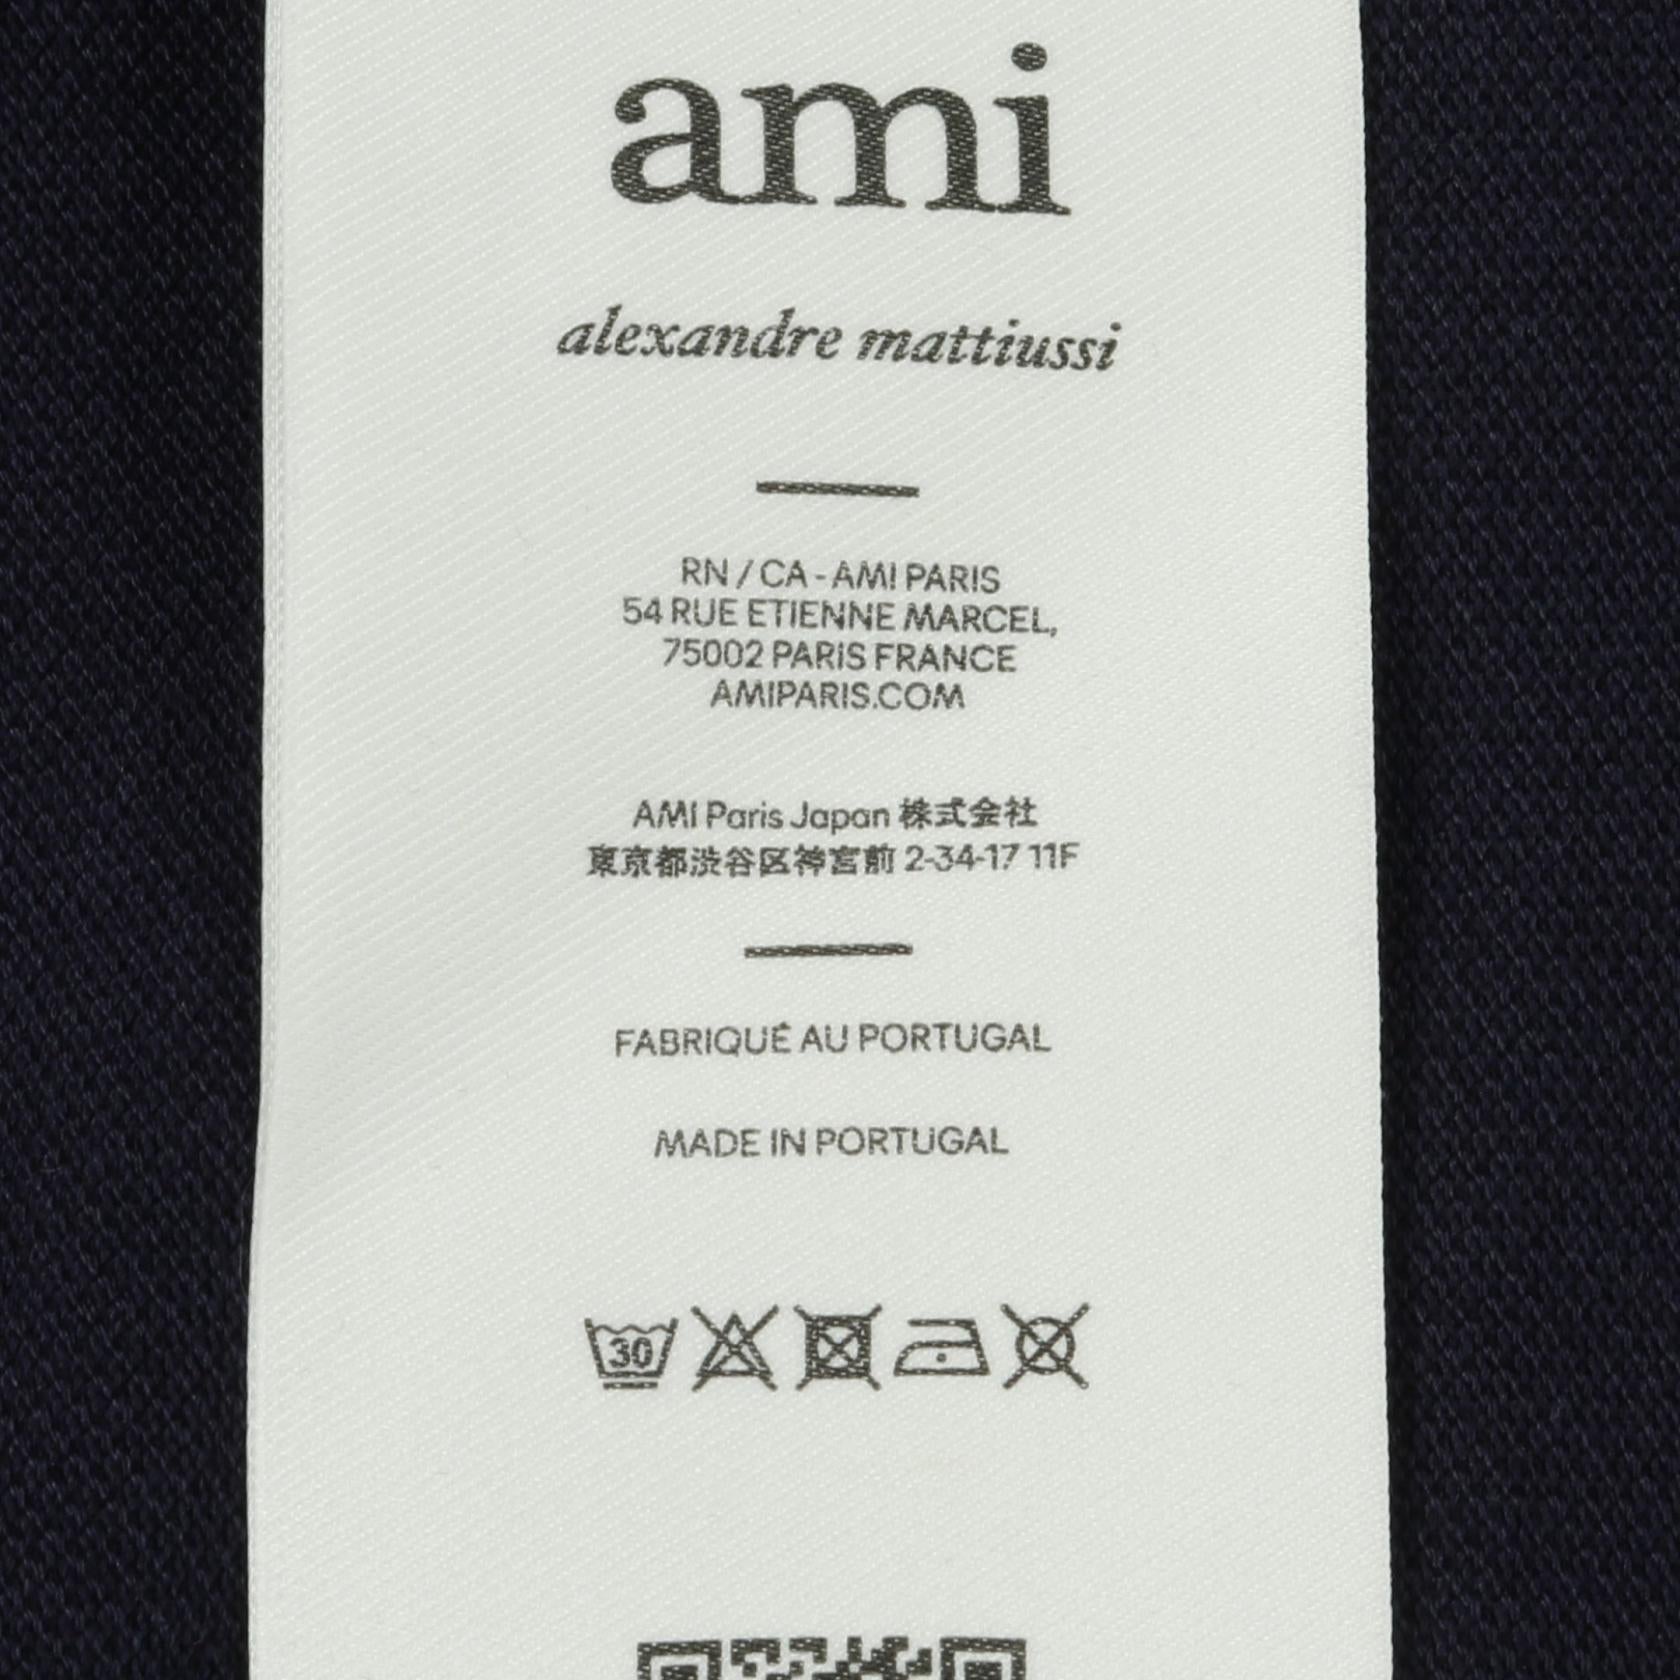 ami
alexandre mattiussi
RN / CA - AMI PARIS
54 RUE ETIENNE MARCEL,
75002 PARIS FRANCE
AMIPARIS.COM
AMI Paris Japan 株式会社
東京都渋谷区神宮前 2-34-17 11F
FABRIQUÉ AU PORTUGAL
MADE IN PORTUGAL
30